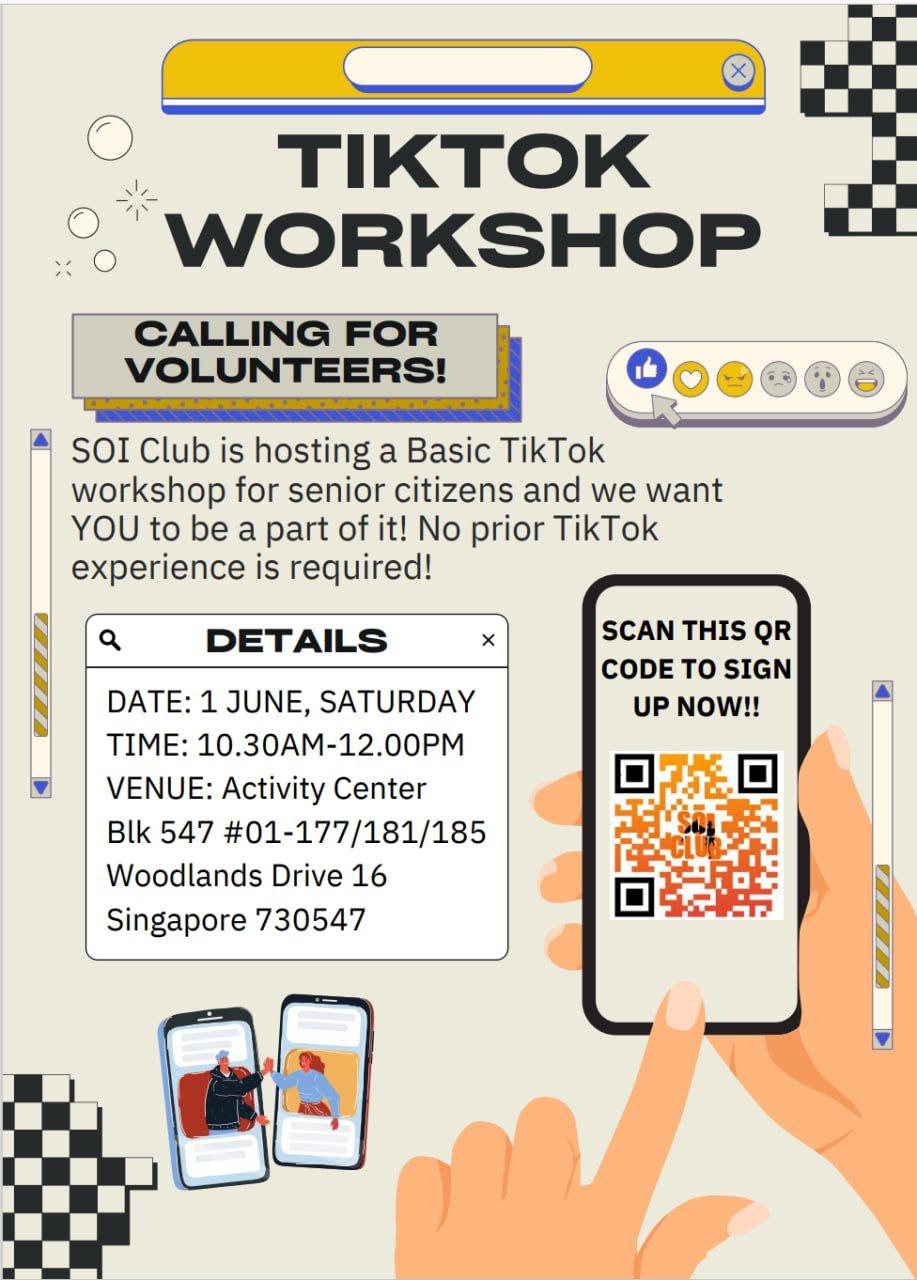 TIKTOK
WORKSHOP
CALLING FOR
VOLUNTEERS!
SOI Club is hosting a Basic TikTok
workshop for senior citizens and we want
YOU to be a part of it! No prior TikTok
experience is required!
DETAILS
DATE: 1 JUNE, SATURDAY
TIME: 10.30AM-12.00PM
VENUE: Activity Center
Blk 547 #01-177/181/185
Woodlands Drive 16
Singapore 730547
SCAN THIS QR
CODE TO SIGN
UP NOW!!
SOI
CLUB